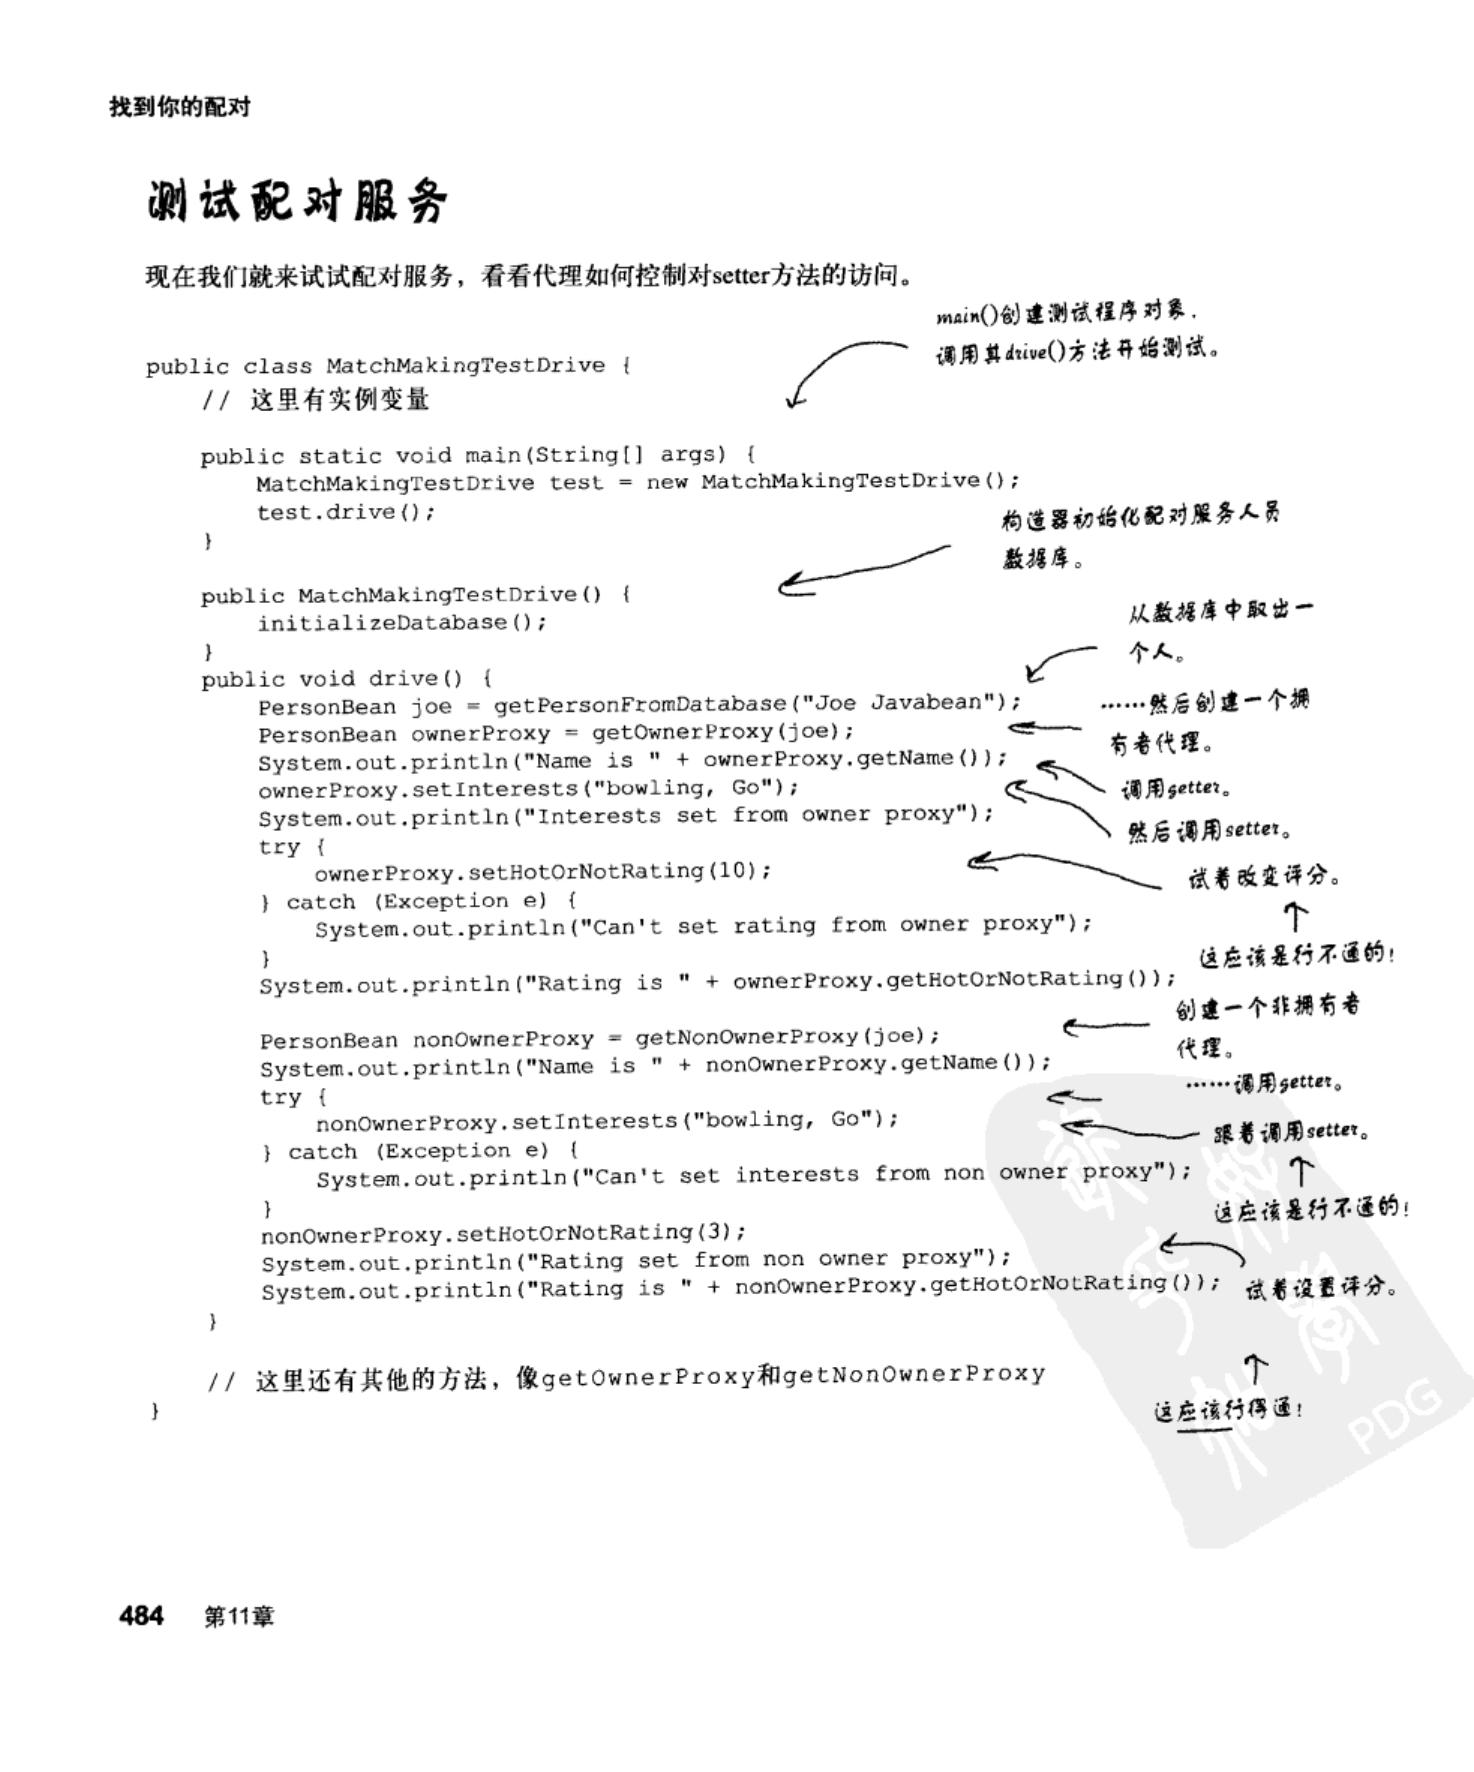 找到你的配对
测试配对服务
现在我们就来试试配对服务，看看代理如何控制对setter方法的访问。
main()创建测试程序对象，
调用其drive()方法开始测试。
public class MatchMakingTestDrive {
// 这里有实例变量
public static void main(String[] args) {
MatchMakingTestDrive test = new MatchMakingTestDrive();
test.drive();
}
构造器初始化配对服务人员
数据库。
public MatchMakingTestDrive() {
initializeDatabase();
}
从数据库中取出一
个人。
public void drive() {
PersonBean joe = getPersonFromDatabase("Joe Javabean");
PersonBean ownerProxy = getOwnerProxy(joe);
……然后创建一个拥
有者代理。
System.out.println("Name is " + ownerProxy.getName());
调用getter。
ownerProxy.setInterests("bowling, Go");
然后调用setter。
System.out.println("Interests set from owner proxy");
try {
ownerProxy.setHotOrNotRating(10);
试着改变评分。
} catch (Exception e) {
System.out.println("Can't set rating from owner proxy");
}
这应该是行不通的！
System.out.println("Rating is " + ownerProxy.getHotOrNotRating());
创建一个非拥有者
代理。
PersonBean nonOwnerProxy = getNonOwnerProxy(joe);
System.out.println("Name is " + nonOwnerProxy.getName());
……调用getter。
try {
nonOwnerProxy.setInterests("bowling, Go");
跟着调用setter。
} catch (Exception e) {
System.out.println("Can't set interests from non owner proxy");
}
这应该是行不通的！
nonOwnerProxy.setHotOrNotRating(3);
System.out.println("Rating set from non owner proxy");
System.out.println("Rating is " + nonOwnerProxy.getHotOrNotRating());
试着设置评分。
}
// 这里还有其他的方法，像getOwnerProxy和getNonOwnerProxy
}
这应该行得通！
PDG
484 第11章